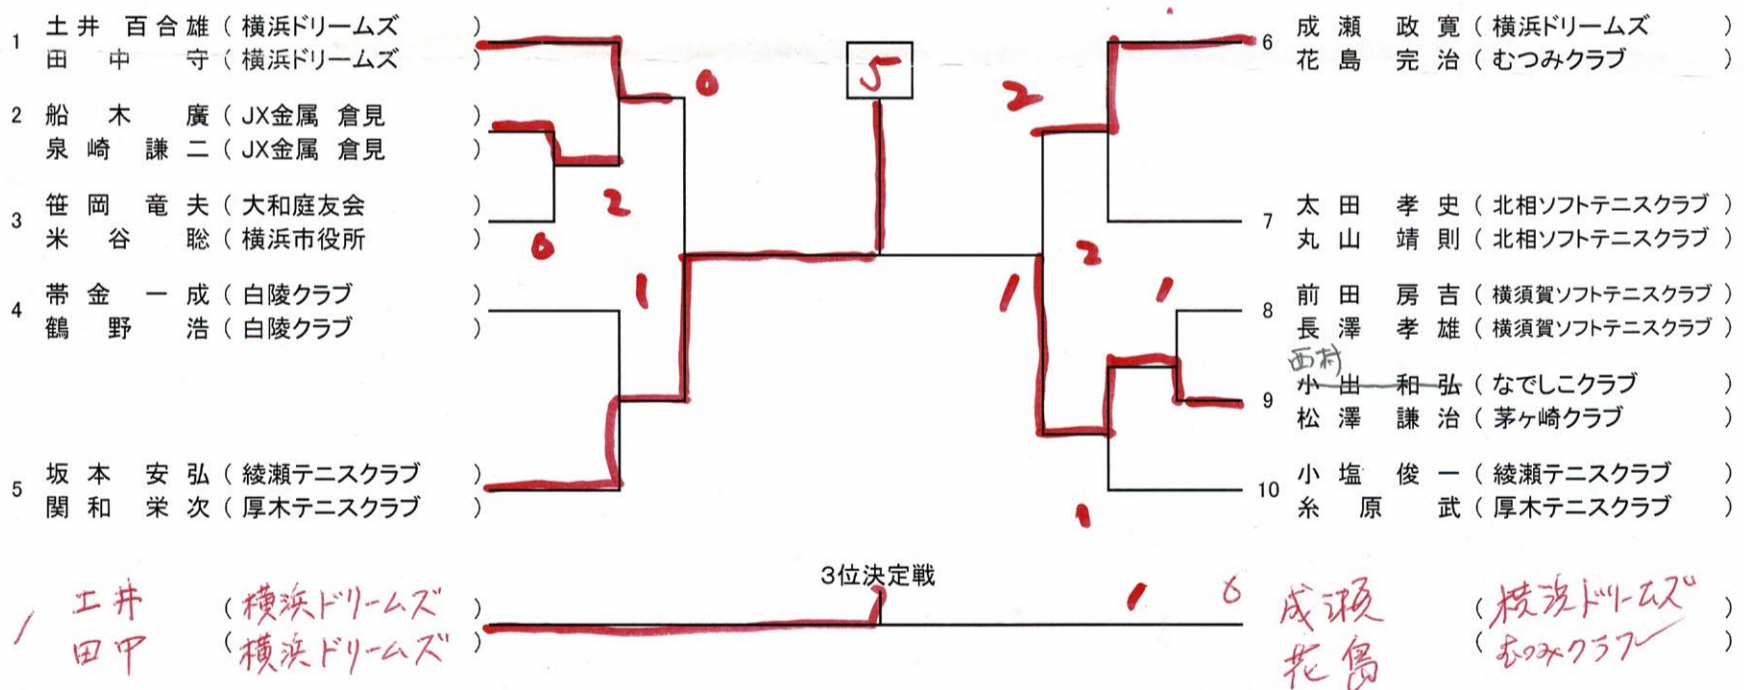 1 土井 百合雄 ( 横浜ドリームズ )
田中 守 ( 横浜ドリームズ )
2 船木 廣 ( JX金属 倉見 )
泉崎 謙二 ( JX金属 倉見 )
3 笹岡 竜夫 ( 大和庭友会 )
米谷 聡 ( 横浜市役所 )
4 帯金 一成 ( 白陵クラブ )
鶴野 浩 ( 白陵クラブ )
5 坂本 安弘 ( 綾瀬テニスクラブ )
関和 栄次 ( 厚木テニスクラブ )
0
2
0
1
5
2
2
1
1
1
6 成瀬 政寛 ( 横浜ドリームズ )
花島 完治 ( むつみクラブ )
7 太田 孝史 ( 北相ソフトテニスクラブ )
丸山 靖則 ( 北相ソフトテニスクラブ )
8 前田 房吉 ( 横須賀ソフトテニスクラブ )
長澤 孝雄 ( 横須賀ソフトテニスクラブ )
西村
9 小出 和弘 ( なでしこクラブ )
松澤 謙治 ( 茅ヶ崎クラブ )
10 小塩 俊一 ( 綾瀬テニスクラブ )
糸原 武 ( 厚木テニスクラブ )
3位決定戦
1 土井 ( 横浜ドリームズ )
田中 ( 横浜ドリームズ )
1 6 成瀬 ( 横浜ドリームズ )
花島 ( むつみクラブ )